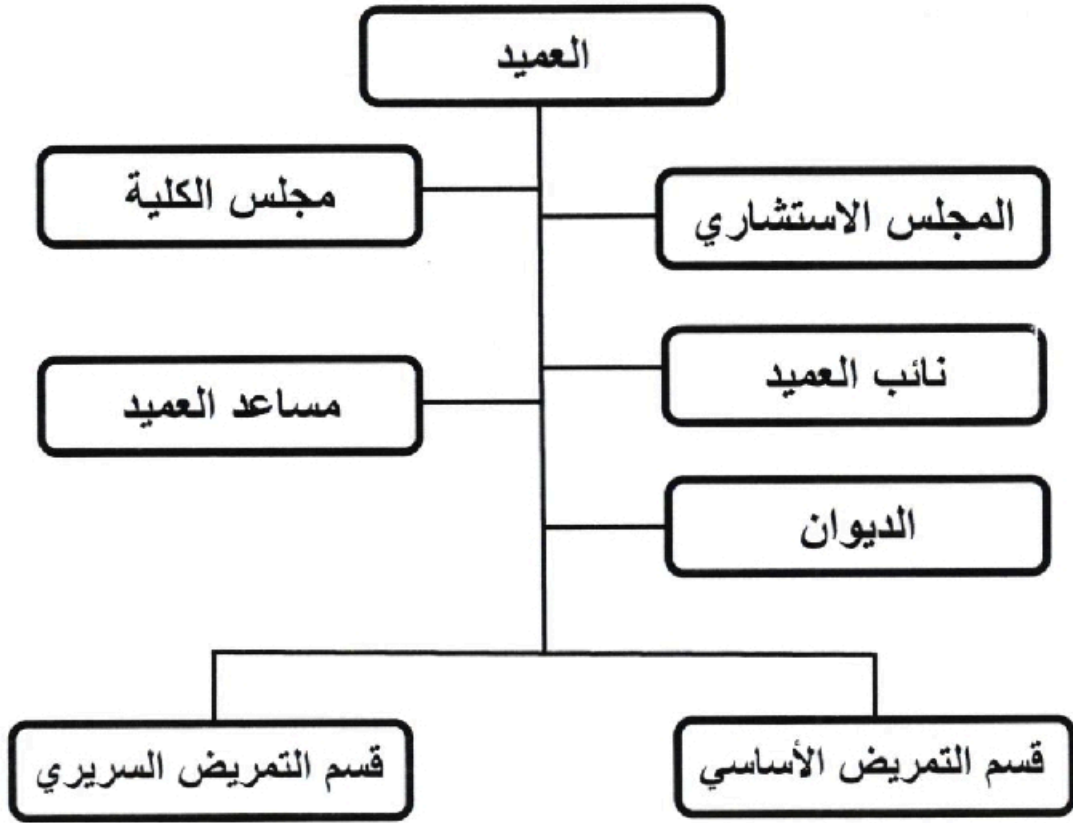 العميد
المجلس الاستشاري
مجلس الكلية
نائب العميد
مساعد العميد
الديوان
قسم التمريض الأساسي
قسم التمريض السريري